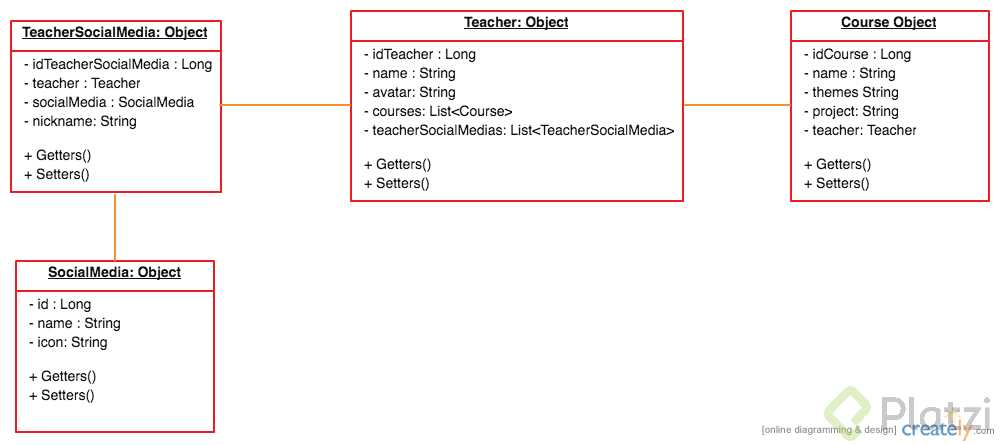 TeacherSocialMedia: Object
- idTeacherSocialMedia : Long
- teacher : Teacher
- socialMedia : SocialMedia
- nickname: String
+ Getters()
+ Setters()
Teacher: Object
- idTeacher : Long
- name : String
- avatar: String
- courses: List<Course>
- teacherSocialMedias: List<TeacherSocialMedia>
+ Getters()
+ Setters()
Course Object
- idCourse : Long
- name : String
- themes String
- project: String
- teacher: Teacher
+ Getters()
+ Setters()
SocialMedia: Object
- id : Long
- name : String
- icon: String
+ Getters()
+ Setters()
Platzi
[online diagramming & design] creately.com